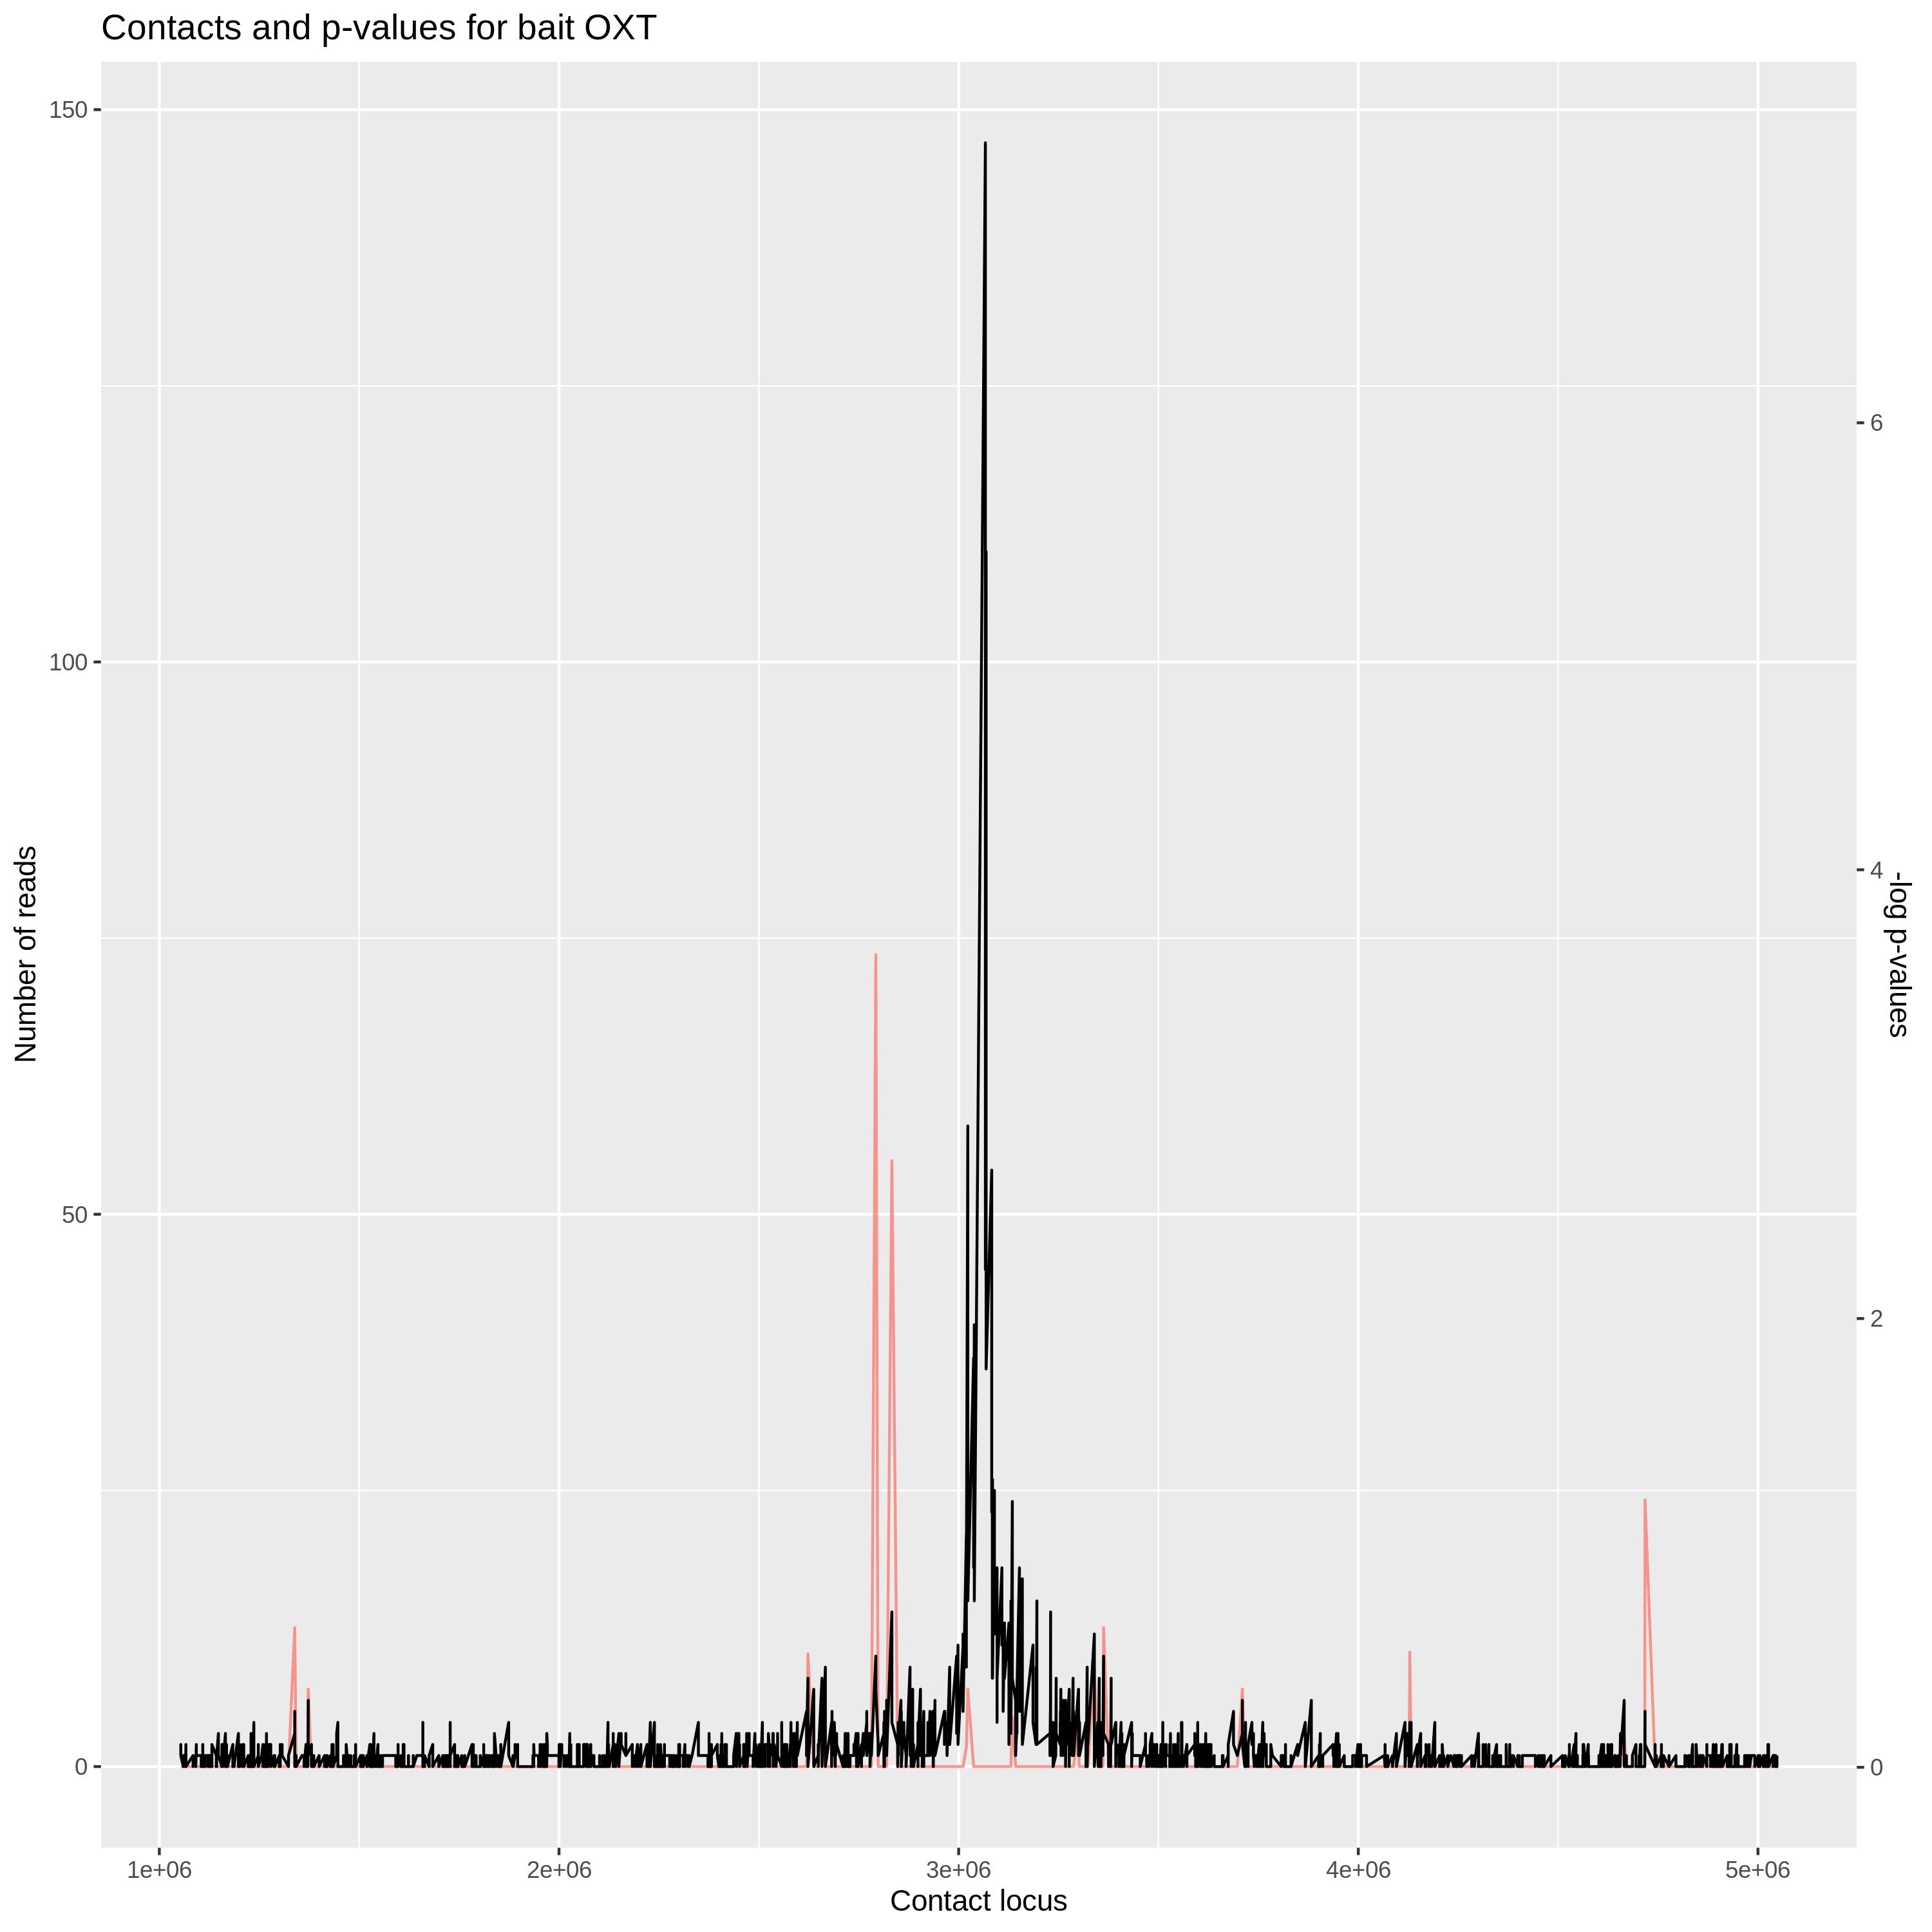 Contacts and p-values for bait OXT
150
100
50
0
Number of reads
6
4
2
0
-log p-values
1e+06
2e+06
3e+06
4e+06
5e+06
Contact locus